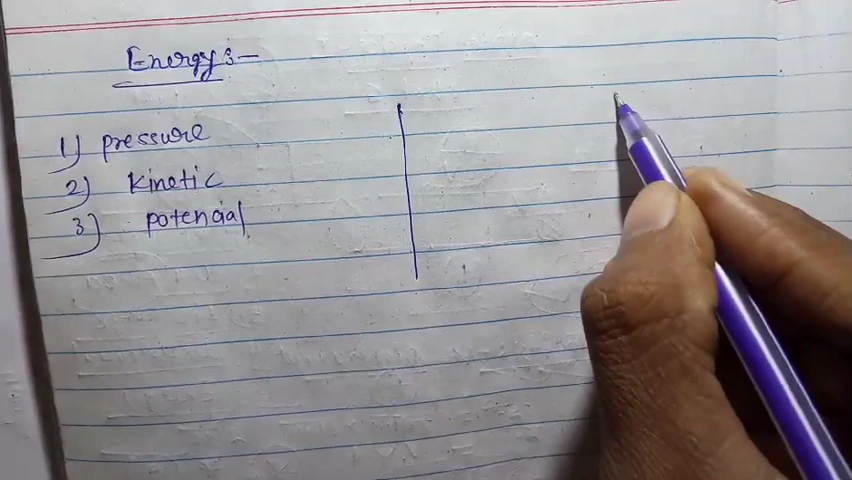 Energy :-
1) pressure
2) kinetic
3) potencial